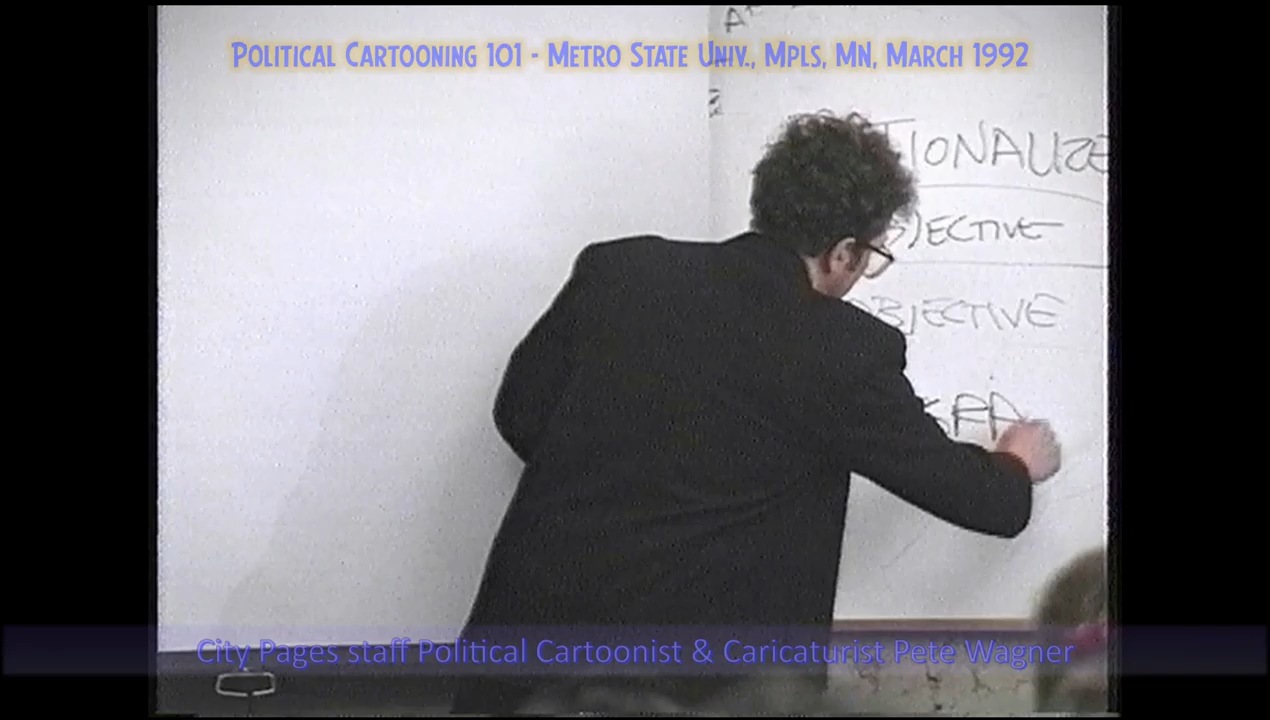 POLITICAL CARTOONING 101 - METRO STATE UNIV., MPLS, MN, MARCH 1992
TIONALIZE
BJECTIVE
OBJECTIVE
City Pages staff Political Cartoonist & Caricaturist Pete Wagner